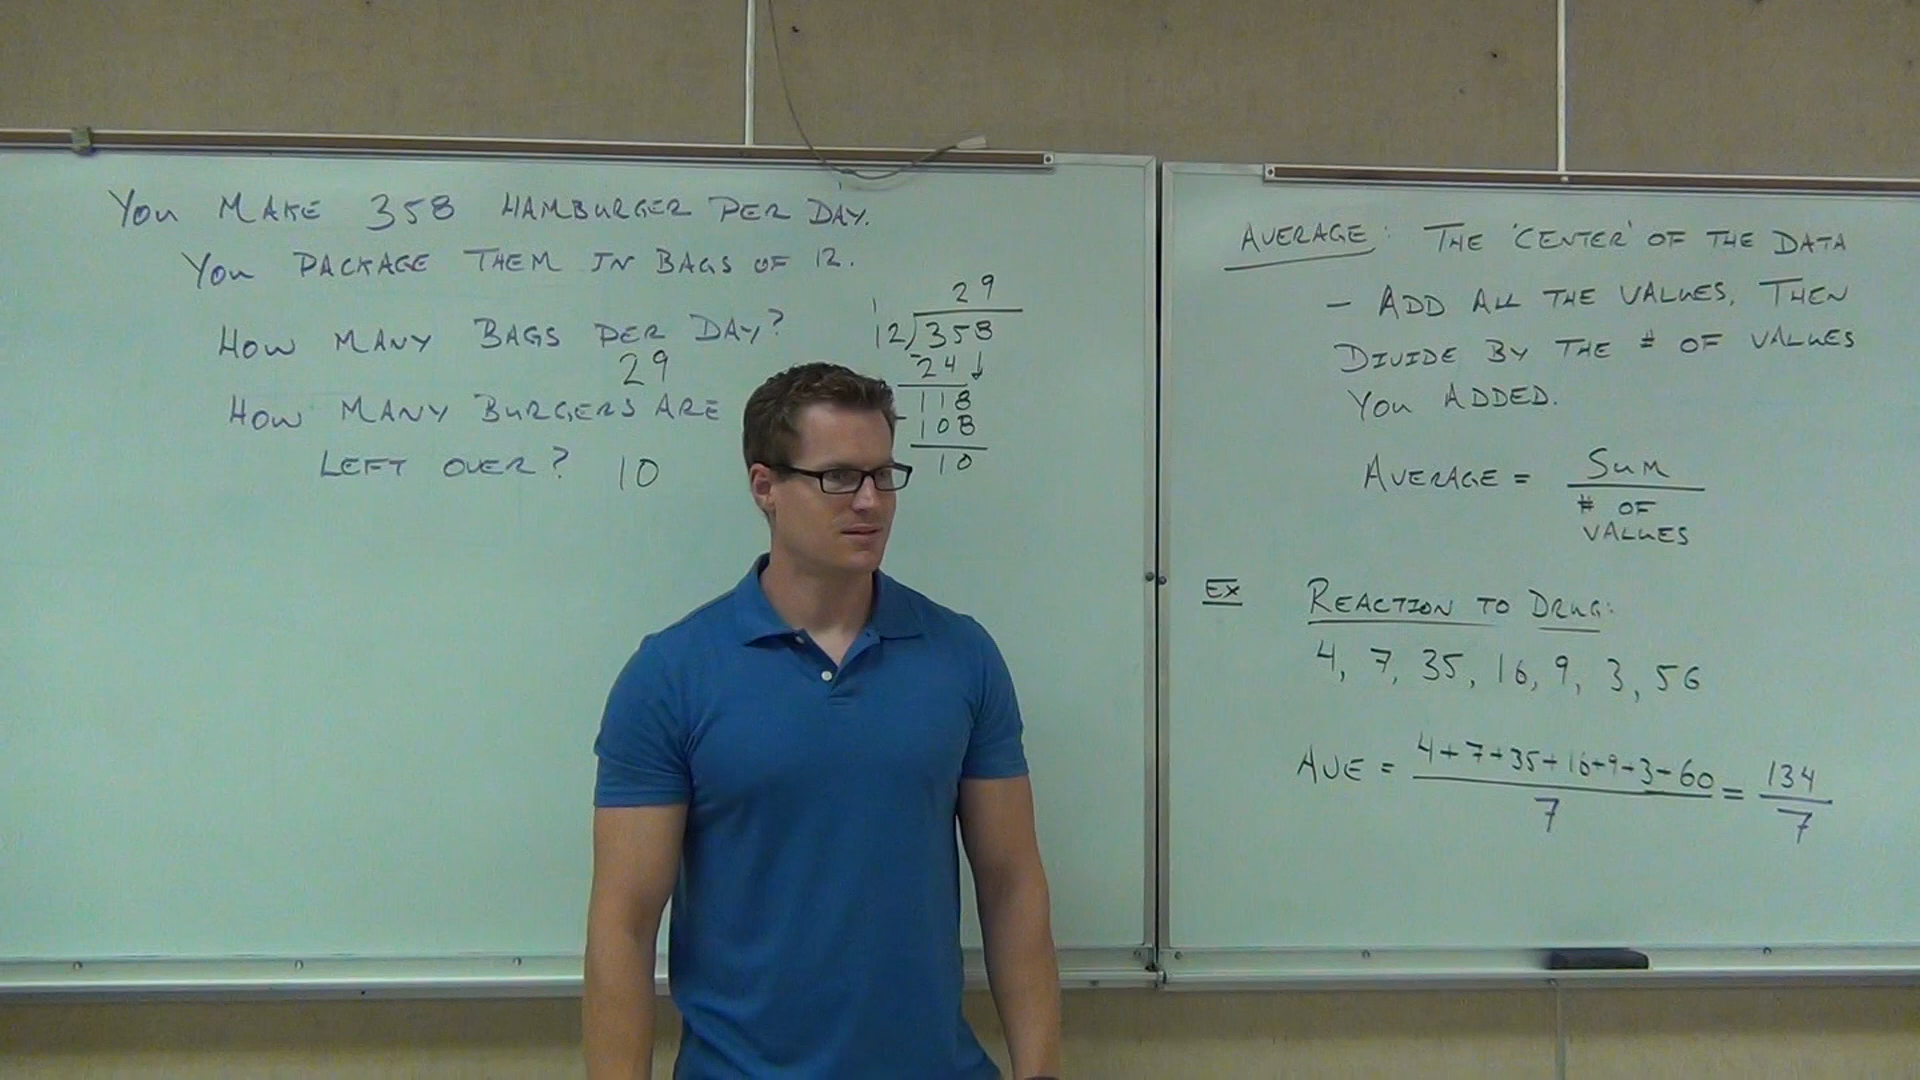 You MAKE 358 HAMBURGER PER DAY.
You PACKAGE THEM IN BAGS OF 12.
HOW MANY BAGS PER DAY?
29
HOW MANY BURGERS ARE
LEFT OVER? 10
29
1
12)358
-24↓
118
-108
10
AVERAGE: THE 'CENTER' OF THE DATA
- ADD ALL THE VALUES, THEN
DIVIDE BY THE # OF VALUES
You ADDED.
AVERAGE = SUM
# OF
VALUES
EX REACTION TO DRUG:
4, 7, 35, 16, 9, 3, 56
AVE = 4+7+35+16+9+3+60 = 134
7 7